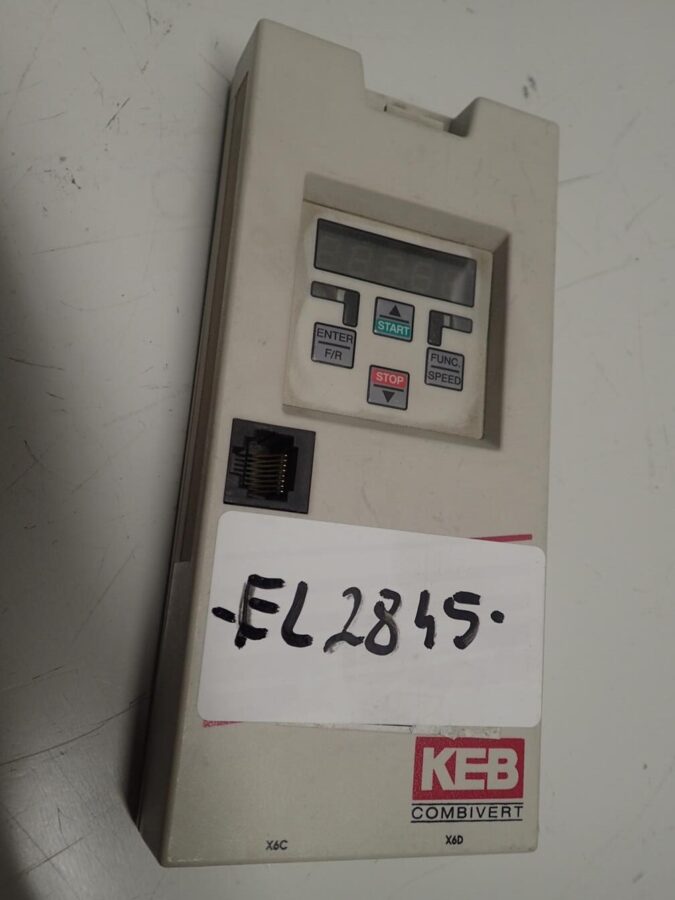 START
ENTER
F/R
FUNC.
SPEED
STOP
-EL2845.
KEB
COMBIVERT
X6C
X6D